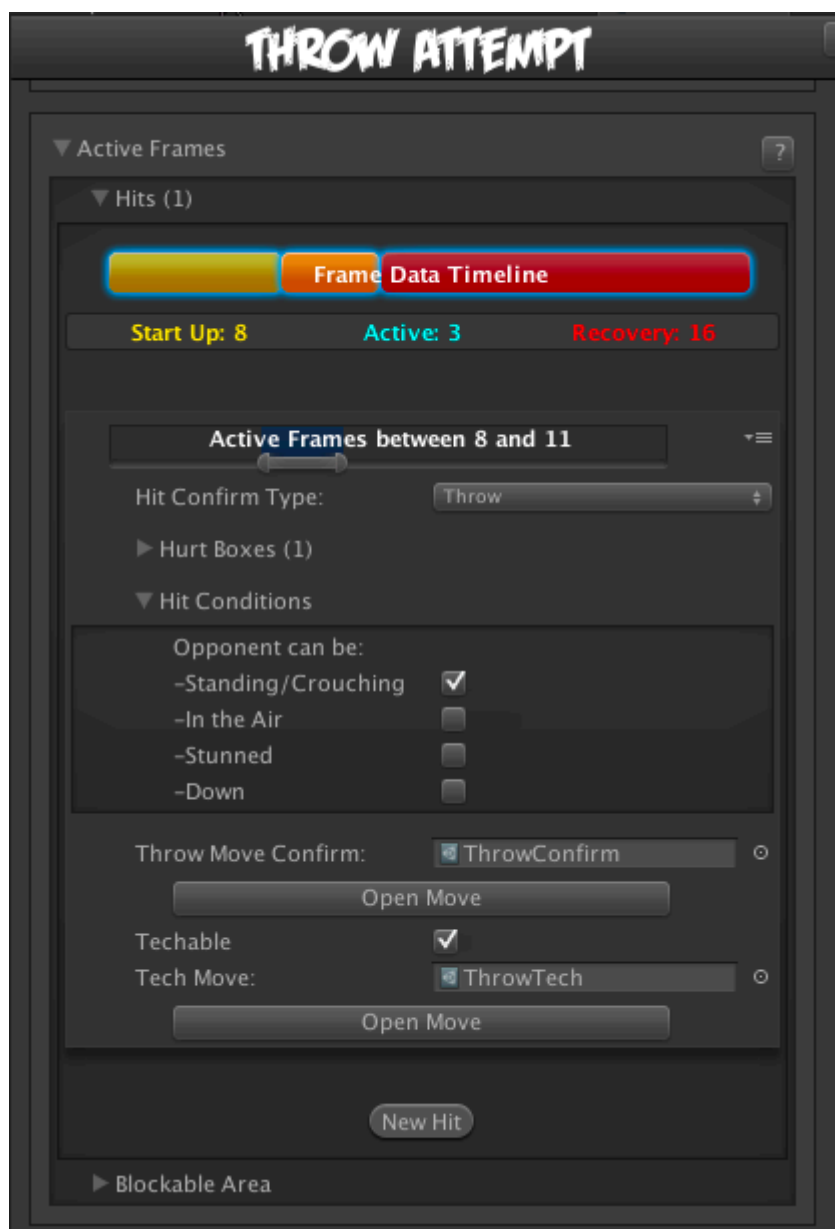 THROW ATTEMPT
Active Frames
?
Hits (1)
Frame Data Timeline
Start Up: 8 Active: 3 Recovery: 16
Active Frames between 8 and 11
Hit Confirm Type: Throw
Hurt Boxes (1)
Hit Conditions
Opponent can be:
-Standing/Crouching
-In the Air
-Stunned
-Down
Throw Move Confirm: ThrowConfirm
Open Move
Techable
Tech Move: ThrowTech
Open Move
New Hit
Blockable Area